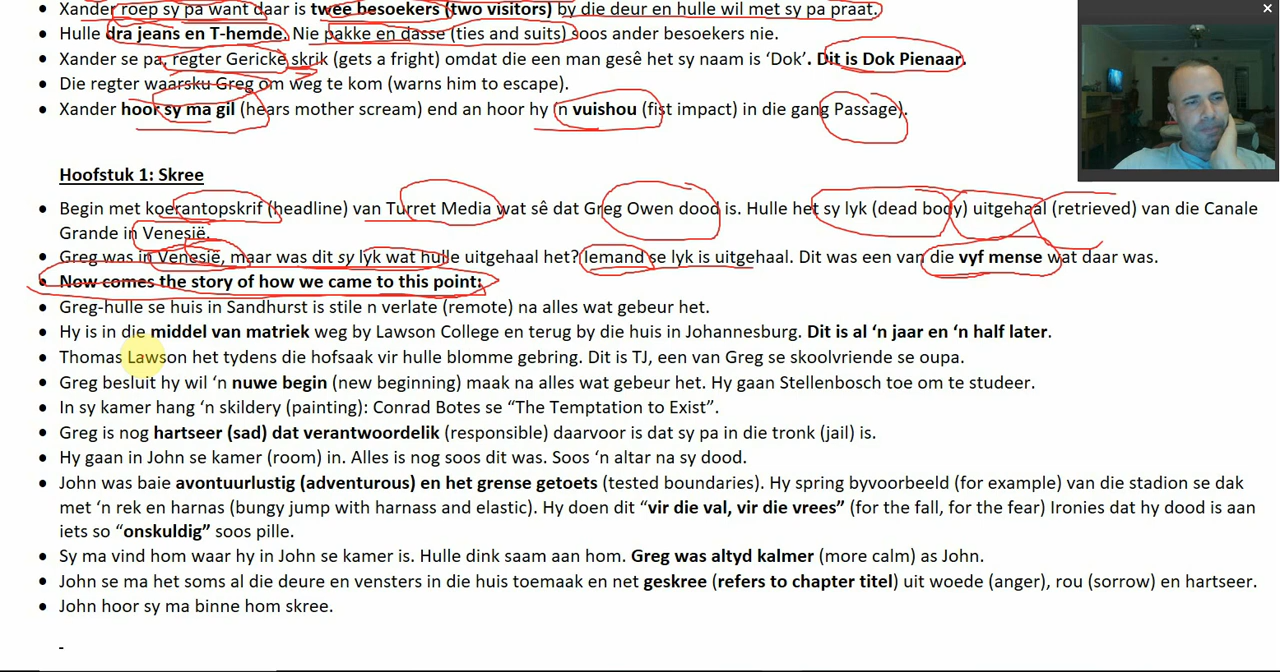 Xander roep sy pa want daar is twee besoekers (two visitors) by die deur en hulle wil met sy pa praat.
Hulle dra jeans en T-hemde. Nie pakke en dasse (ties and suits) soos ander besoekers nie.
Xander se pa, regter Gericke skrik (gets a fright) omdat die een man gesê het sy naam is ‘Dok’. Dit is Dok Pienaar.
Die regter waarsku Greg om weg te kom (warns him to escape).
Xander hoor sy ma gil (hears mother scream) end an hoor hy ‘n vuishou (fist impact) in die gang Passage).
Hoofstuk 1: Skree
Begin met koerantopskrif (headline) van Turret Media wat sê dat Greg Owen dood is. Hulle het sy lyk (dead body) uitgehaal (retrieved) van die Canale
Grande in Venesië.
Greg was in Venesië, maar was dit sy lyk wat hulle uitgehaal het? Iemand se lyk is uitgehaal. Dit was een van die vyf mense wat daar was.
Now comes the story of how we came to this point:
Greg-hulle se huis in Sandhurst is stile n verlate (remote) na alles wat gebeur het.
Hy is in die middel van matriek weg by Lawson College en terug by die huis in Johannesburg. Dit is al ‘n jaar en ‘n half later.
Thomas Lawson het tydens die hofsaak vir hulle blomme gebring. Dit is TJ, een van Greg se skoolvriende se oupa.
Greg besluit hy wil ‘n nuwe begin (new beginning) maak na alles wat gebeur het. Hy gaan Stellenbosch toe om te studeer.
In sy kamer hang ‘n skildery (painting): Conrad Botes se “The Temptation to Exist”.
Greg is nog hartseer (sad) dat verantwoordelik (responsible) daarvoor is dat sy pa in die tronk (jail) is.
Hy gaan in John se kamer (room) in. Alles is nog soos dit was. Soos ‘n altar na sy dood.
John was baie avontuurlustig (adventurous) en het grense getoets (tested boundaries). Hy spring byvoorbeeld (for example) van die stadion se dak
met ‘n rek en harnas (bungy jump with harnass and elastic). Hy doen dit “vir die val, vir die vrees” (for the fall, for the fear) Ironies dat hy dood is aan
iets so “onskuldig” soos pille.
Sy ma vind hom waar hy in John se kamer is. Hulle dink saam aan hom. Greg was altyd kalmer (more calm) as John.
John se ma het soms al die deure en vensters in die huis toemaak en net geskree (refers to chapter titel) uit woede (anger), rou (sorrow) en hartseer.
John hoor sy ma binne hom skree.
-